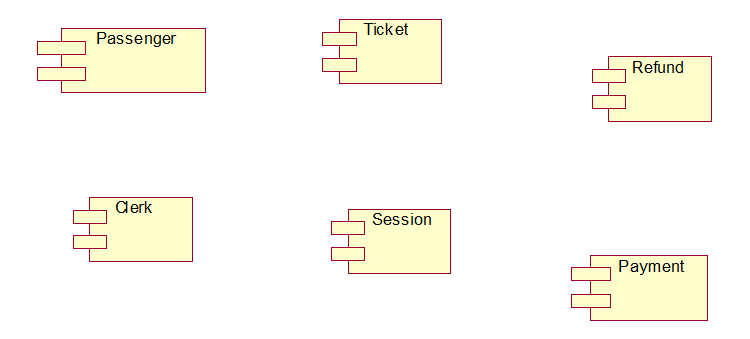 Passenger
Ticket
Refund
Clerk
Session
Payment